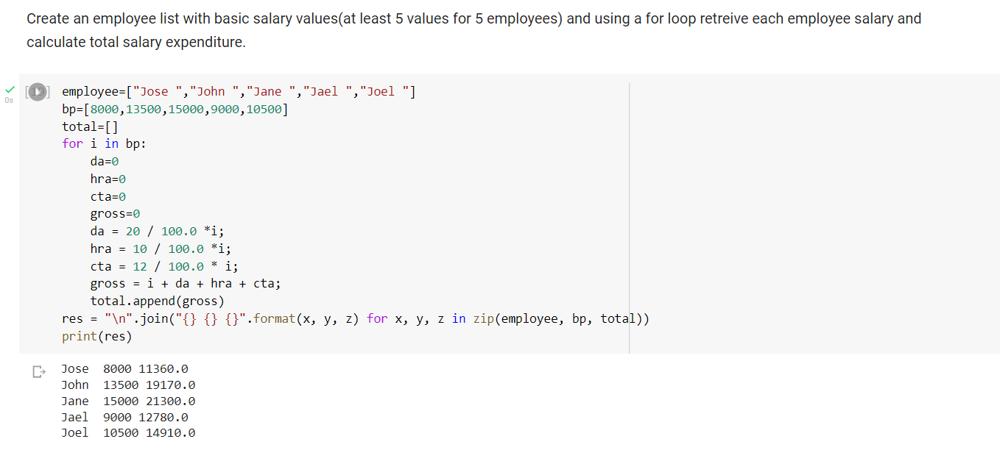 Create an employee list with basic salary values(at least 5 values for 5 employees) and using a for loop retreive each employee salary and
calculate total salary expenditure.
employee=["Jose ","John ","Jane ","Jael ","Joel "]
0s
bp=[8000,13500,15000,9000,10500]
total=[]
for i in bp:
    da=0
    hra=0
    cta=0
    gross=0
    da = 20 / 100.0 *i;
    hra = 10 / 100.0 *i;
    cta = 12 / 100.0 * i;
    gross = i + da + hra + cta;
    total.append(gross)
res = "\n".join("{} {} {}".format(x, y, z) for x, y, z in zip(employee, bp, total))
print(res)
Jose  8000 11360.0
John  13500 19170.0
Jane  15000 21300.0
Jael  9000 12780.0
Joel  10500 14910.0